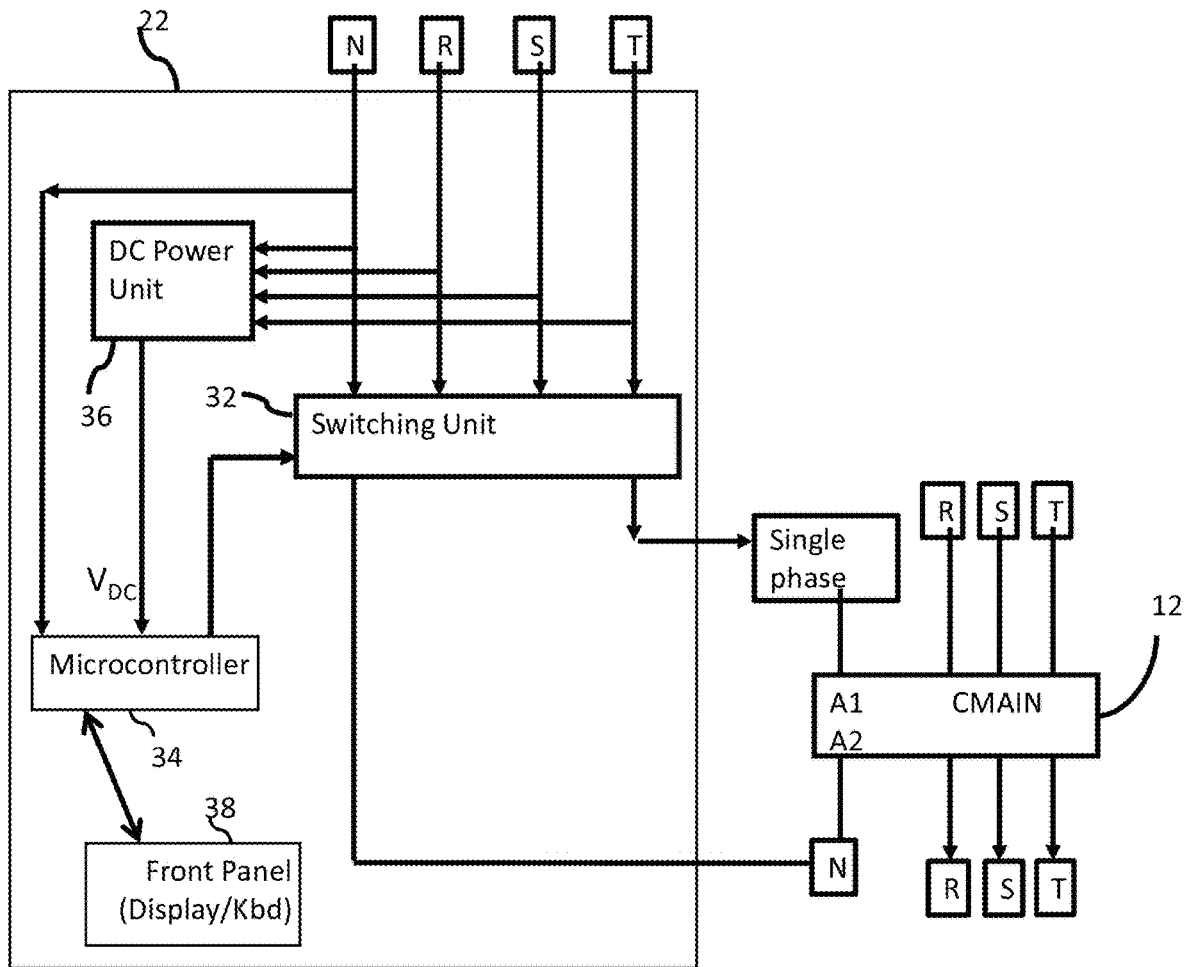 22
N
R
S
T
DC Power
Unit
36
32
Switching Unit
VDC
Microcontroller
34
38
Front Panel
(Display/Kbd)
Single
phase
R
S
T
12
A1
CMAIN
A2
N
R
S
T